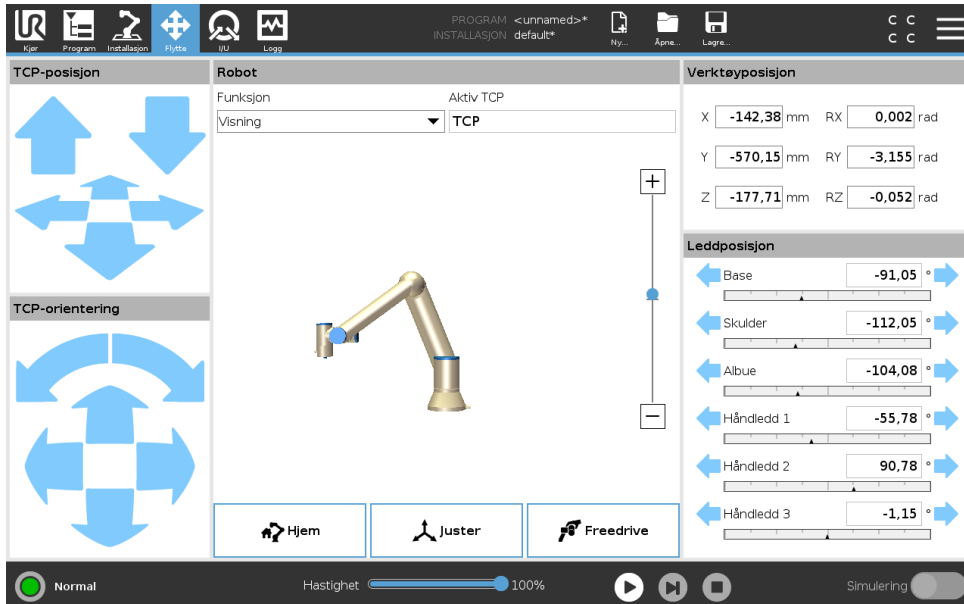 PROGRAM <unnamed>*
INSTALLASJON default*
UR
Kjør Program Installasjon Flytte I/U Logg Ny... Åpne... Lagre...
C C
C C
TCP-posisjon
Robot
Verktøyposisjon
Funksjon Aktiv TCP
Visning TCP
X -142,38 mm RX 0,002 rad
Y -570,15 mm RY -3,155 rad
Z -177,71 mm RZ -0,052 rad
Leddposisjon
Base -91,05 °
Skulder -112,05 °
Albue -104,08 °
Håndledd 1 -55,78 °
Håndledd 2 90,78 °
Håndledd 3 -1,15 °
TCP-orientering
Hjem Juster Freedrive
Normal Hastighet 100% Simulering